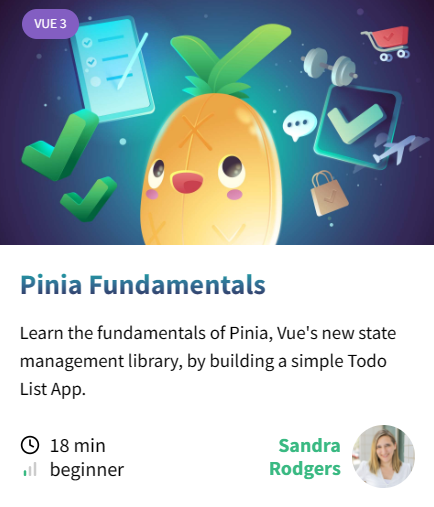 VUE 3
Pinia Fundamentals
Learn the fundamentals of Pinia, Vue's new state
management library, by building a simple Todo
List App.
18 min
beginner
Sandra
Rodgers